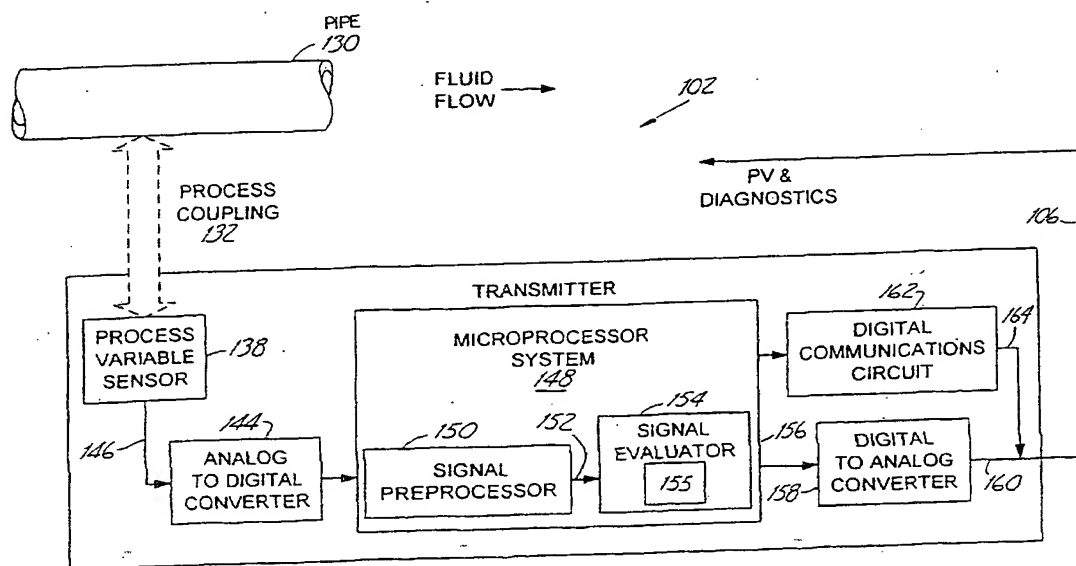 PIPE
130
FLUID
FLOW
102
PV &
DIAGNOSTICS
106
PROCESS
COUPLING
132
TRANSMITTER
PROCESS
VARIABLE
SENSOR
138
146
144
ANALOG
TO DIGITAL
CONVERTER
MICROPROCESSOR
SYSTEM
148
150
SIGNAL
PREPROCESSOR
152
154
SIGNAL
EVALUATOR
155
156
162
DIGITAL
COMMUNICATIONS
CIRCUIT
164
158
DIGITAL
TO ANALOG
CONVERTER
160